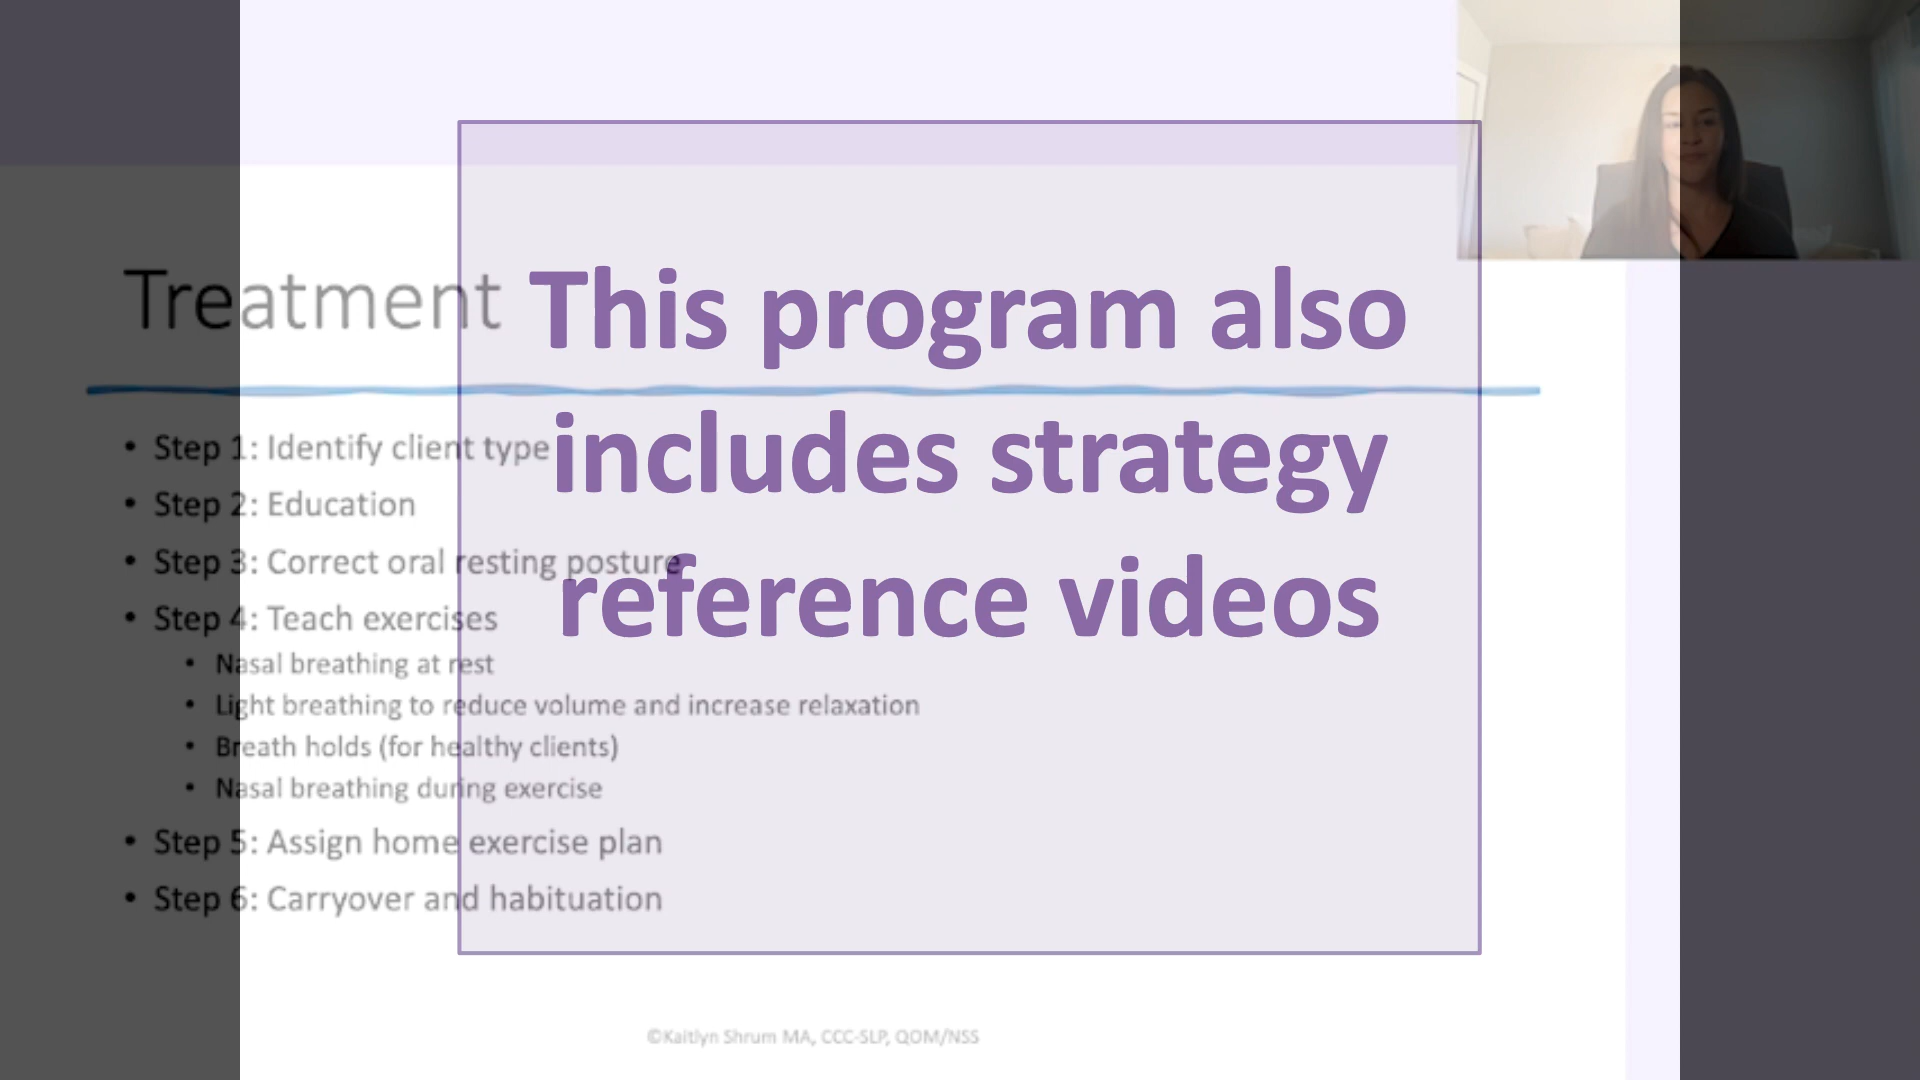 Treatment
This program also
includes strategy
reference videos
• Step 1: Identify client type
• Step 2: Education
• Step 3: Correct oral resting posture
• Step 4: Teach exercises
• Nasal breathing at rest
• Light breathing to reduce volume and increase relaxation
• Breath holds (for healthy clients)
• Nasal breathing during exercise
• Step 5: Assign home exercise plan
• Step 6: Carryover and habituation
©Kaitlyn Shrum MA, CCC-SLP, QOM/NSS